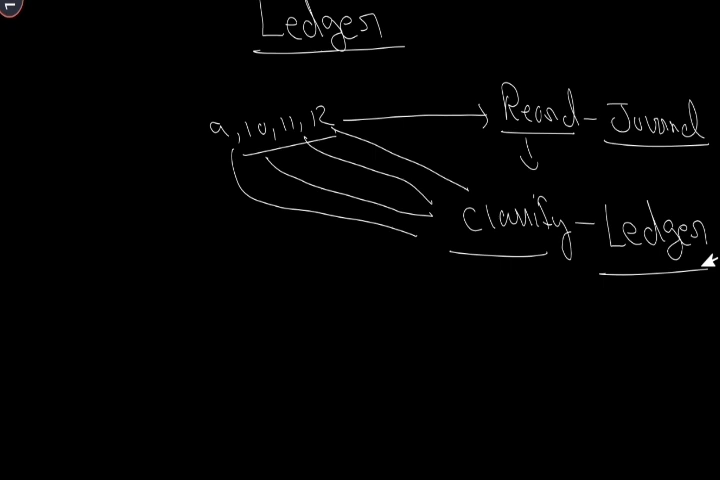 Ledger
9, 10, 11, 12 → Record - Journal
↓
classify - Ledger